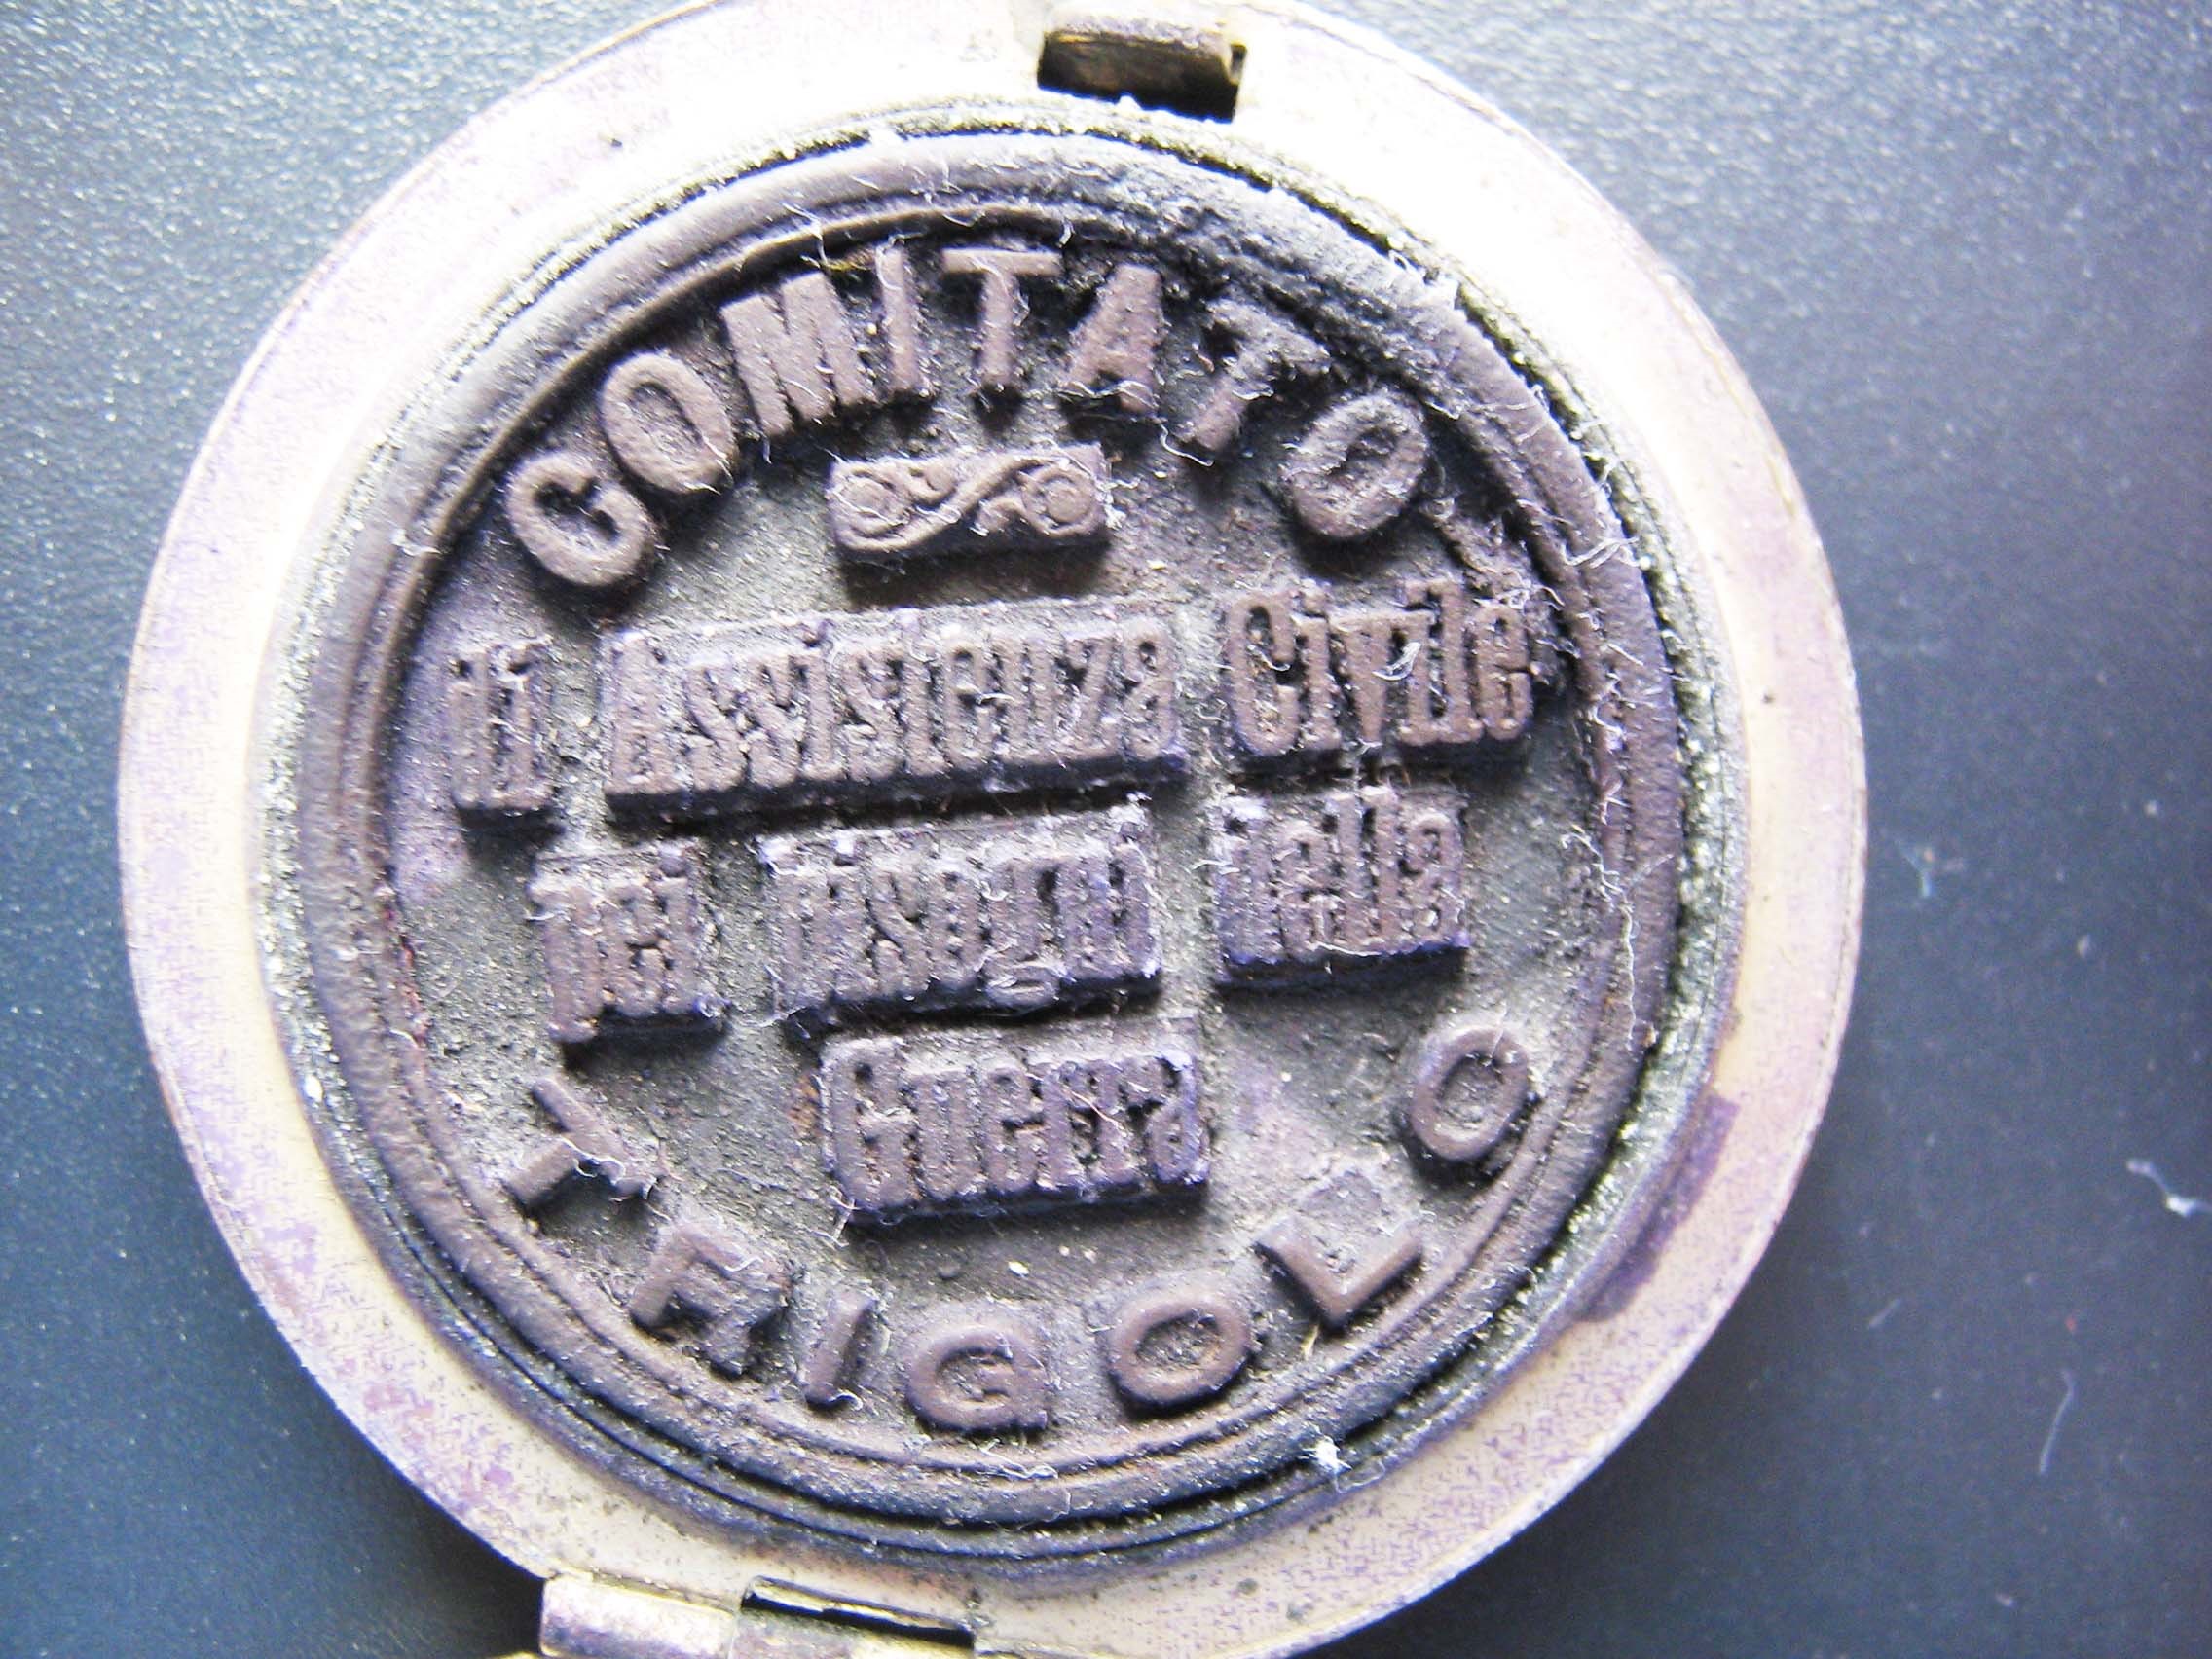 COMITATO
di Assistenza Civile
pei bisogni della
Guerra
TRIGOLO